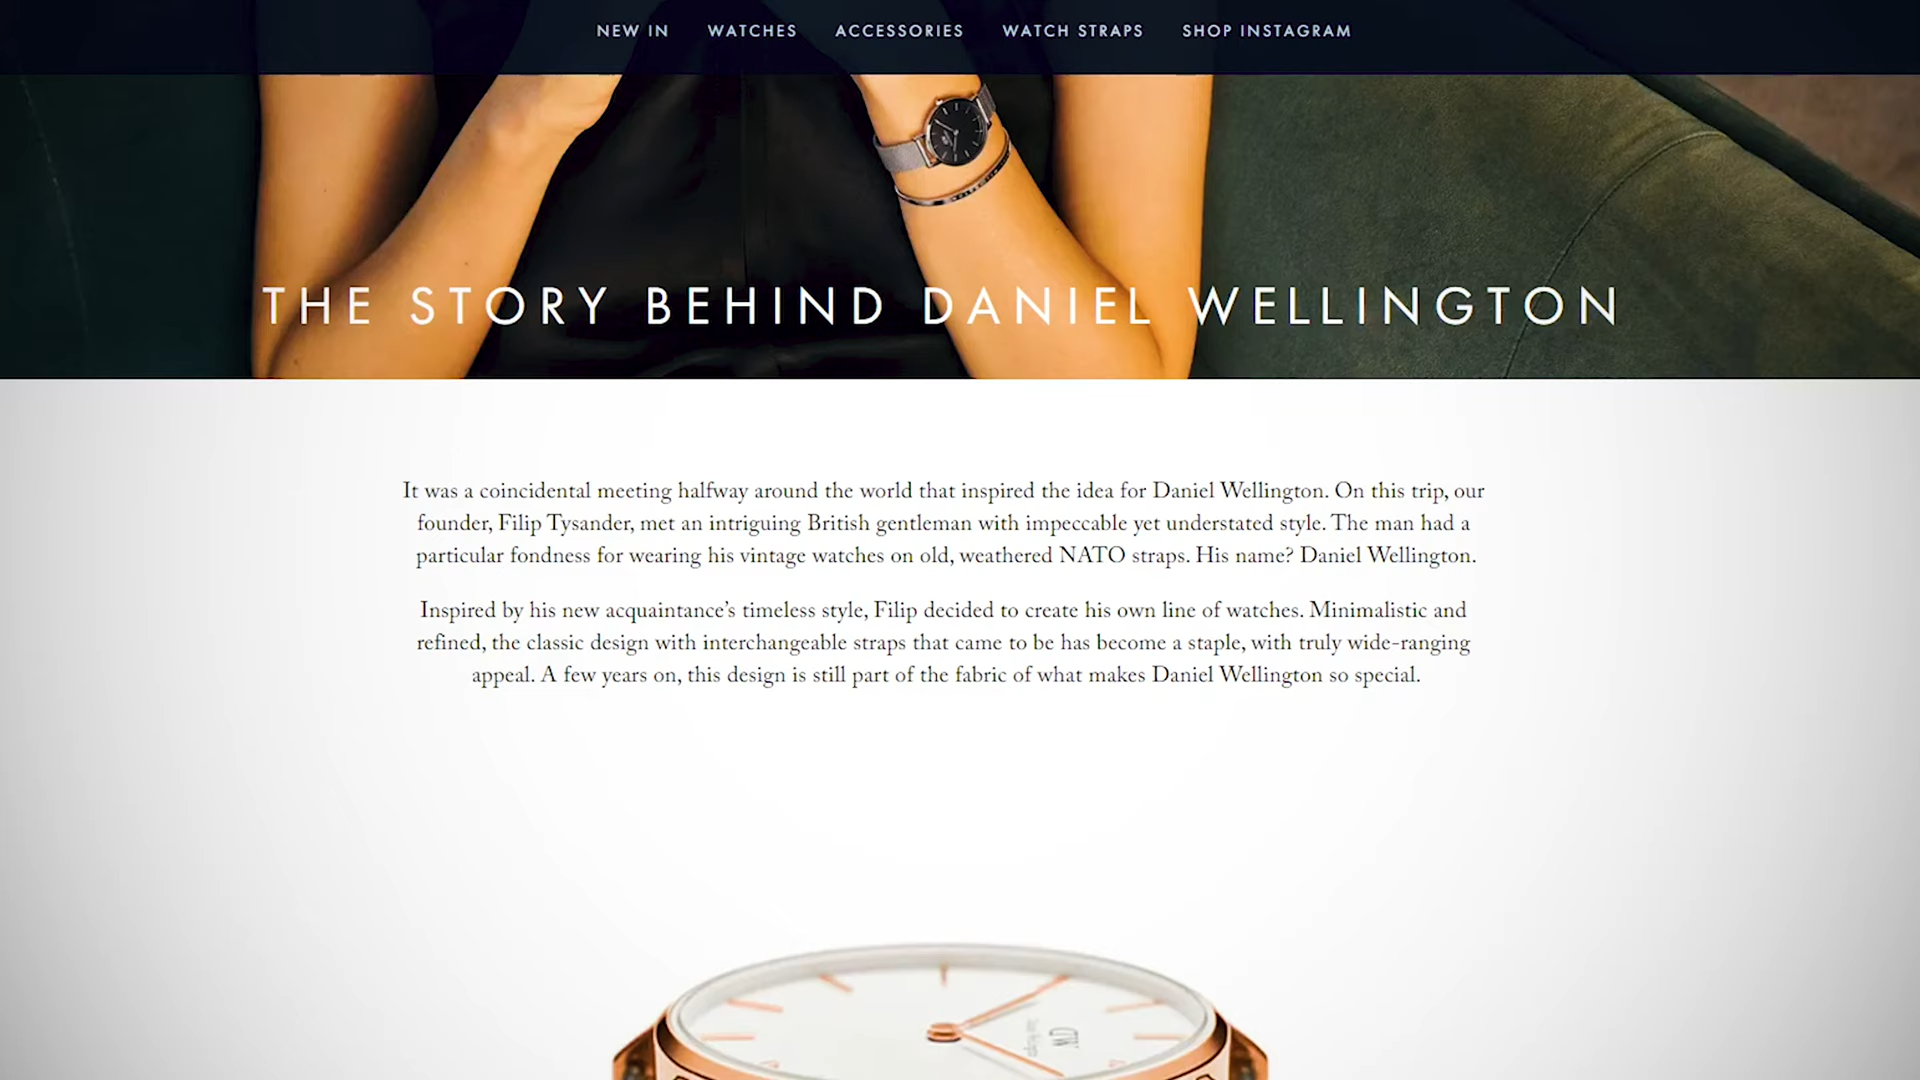 NEW IN WATCHES ACCESSORIES WATCH STRAPS SHOP INSTAGRAM
THE STORY BEHIND DANIEL WELLINGTON
It was a coincidental meeting halfway around the world that inspired the idea for Daniel Wellington. On this trip, our
founder, Filip Tysander, met an intriguing British gentleman with impeccable yet understated style. The man had a
particular fondness for wearing his vintage watches on old, weathered NATO straps. His name? Daniel Wellington.
Inspired by his new acquaintance’s timeless style, Filip decided to create his own line of watches. Minimalistic and
refined, the classic design with interchangeable straps that came to be has become a staple, with truly wide-ranging
appeal. A few years on, this design is still part of the fabric of what makes Daniel Wellington so special.